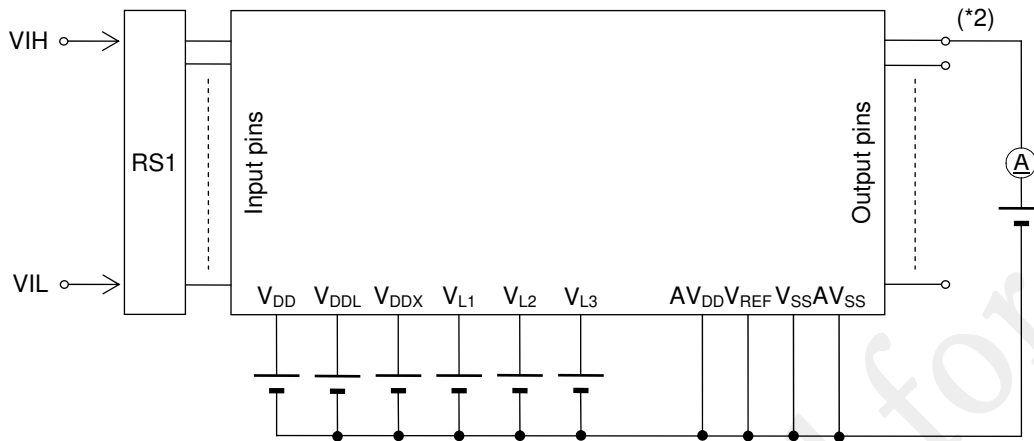 (*2)
VIH
RS1
Input pins
Output pins
A
VIL
VDD VDDL VDDX VL1 VL2 VL3 AVDD VREF VSS AVSS